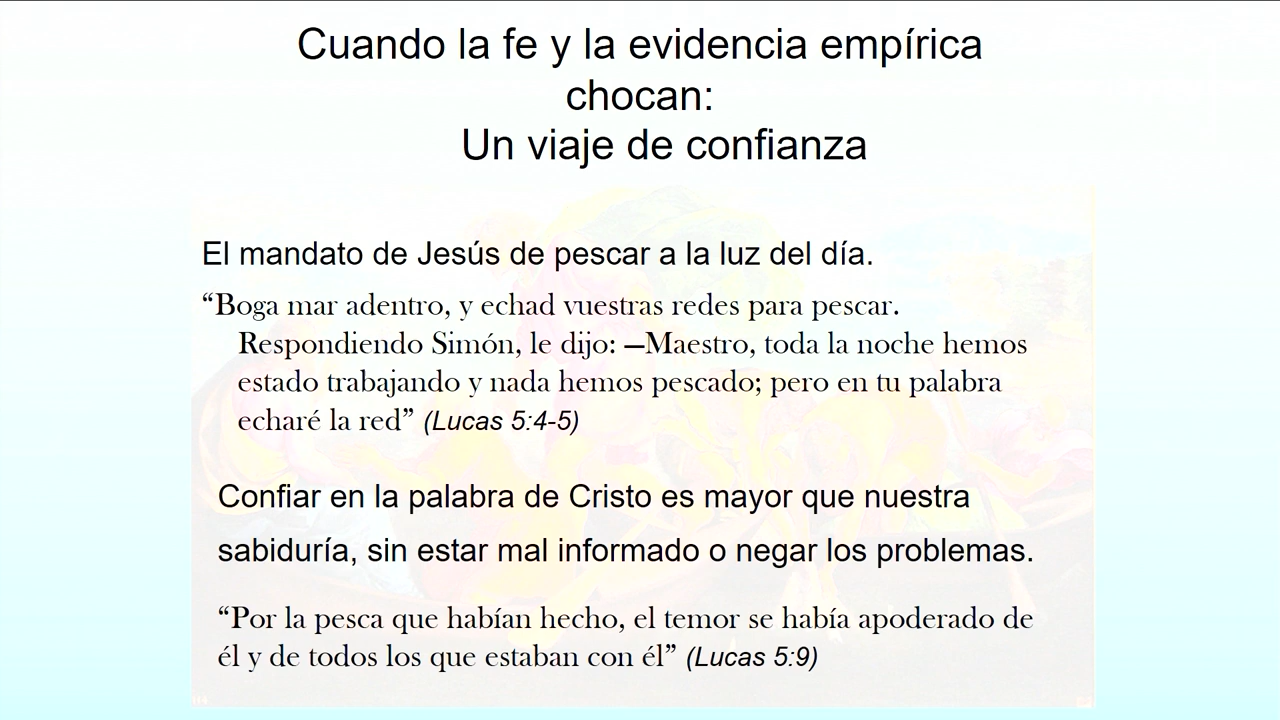 Cuando la fe y la evidencia empírica
chocan:
Un viaje de confianza
El mandato de Jesús de pescar a la luz del día.
“Boga mar adentro, y echad vuestras redes para pescar.
Respondiendo Simón, le dijo: —Maestro, toda la noche hemos
estado trabajando y nada hemos pescado; pero en tu palabra
echaré la red” (Lucas 5:4-5)
Confiar en la palabra de Cristo es mayor que nuestra
sabiduría, sin estar mal informado o negar los problemas.
“Por la pesca que habían hecho, el temor se había apoderado de
él y de todos los que estaban con él” (Lucas 5:9)